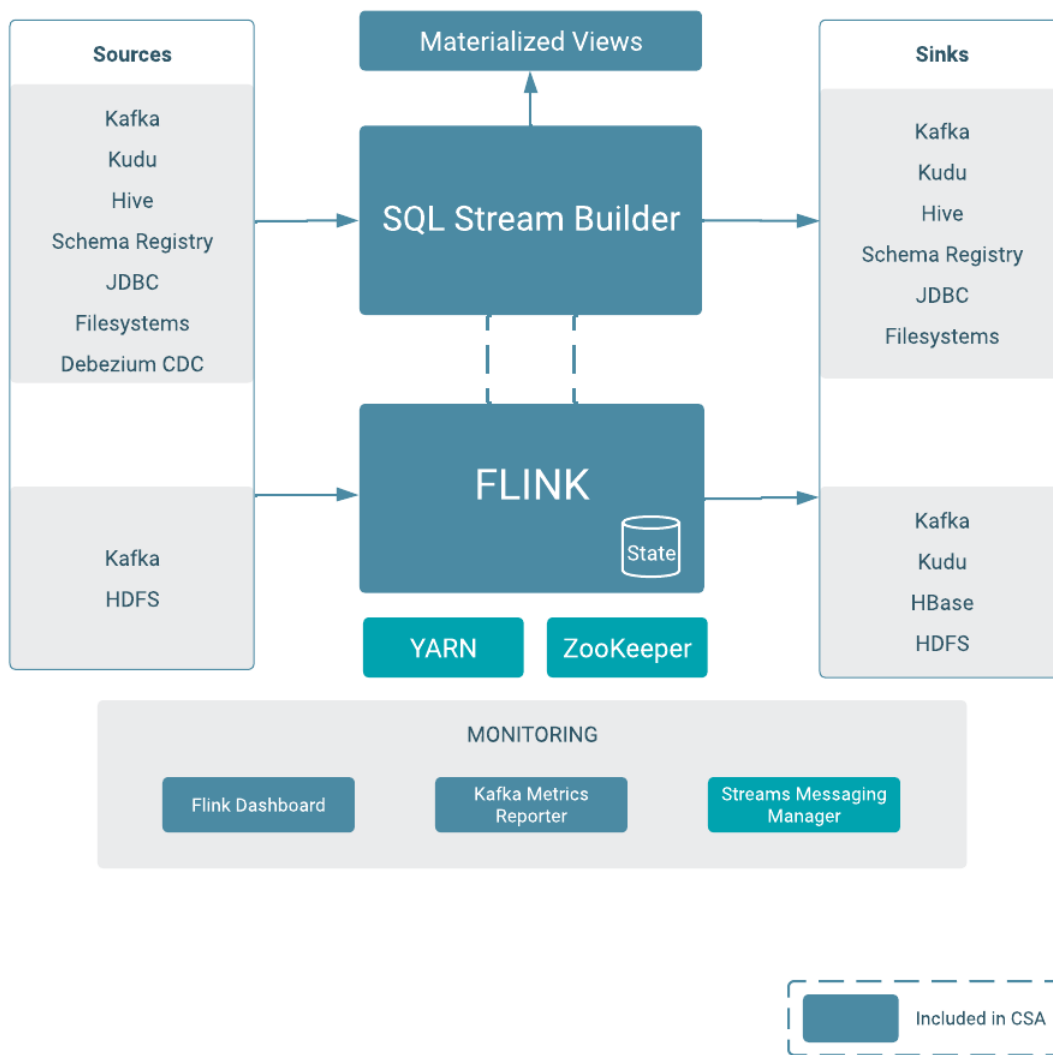 Sources
Kafka
Kudu
Hive
Schema Registry
JDBC
Filesystems
Debezium CDC
Kafka
HDFS
Materialized Views
SQL Stream Builder
FLINK
State
YARN
ZooKeeper
Sinks
Kafka
Kudu
Hive
Schema Registry
JDBC
Filesystems
Kafka
Kudu
HBase
HDFS
MONITORING
Flink Dashboard
Kafka Metrics
Reporter
Streams Messaging
Manager
Included in CSA